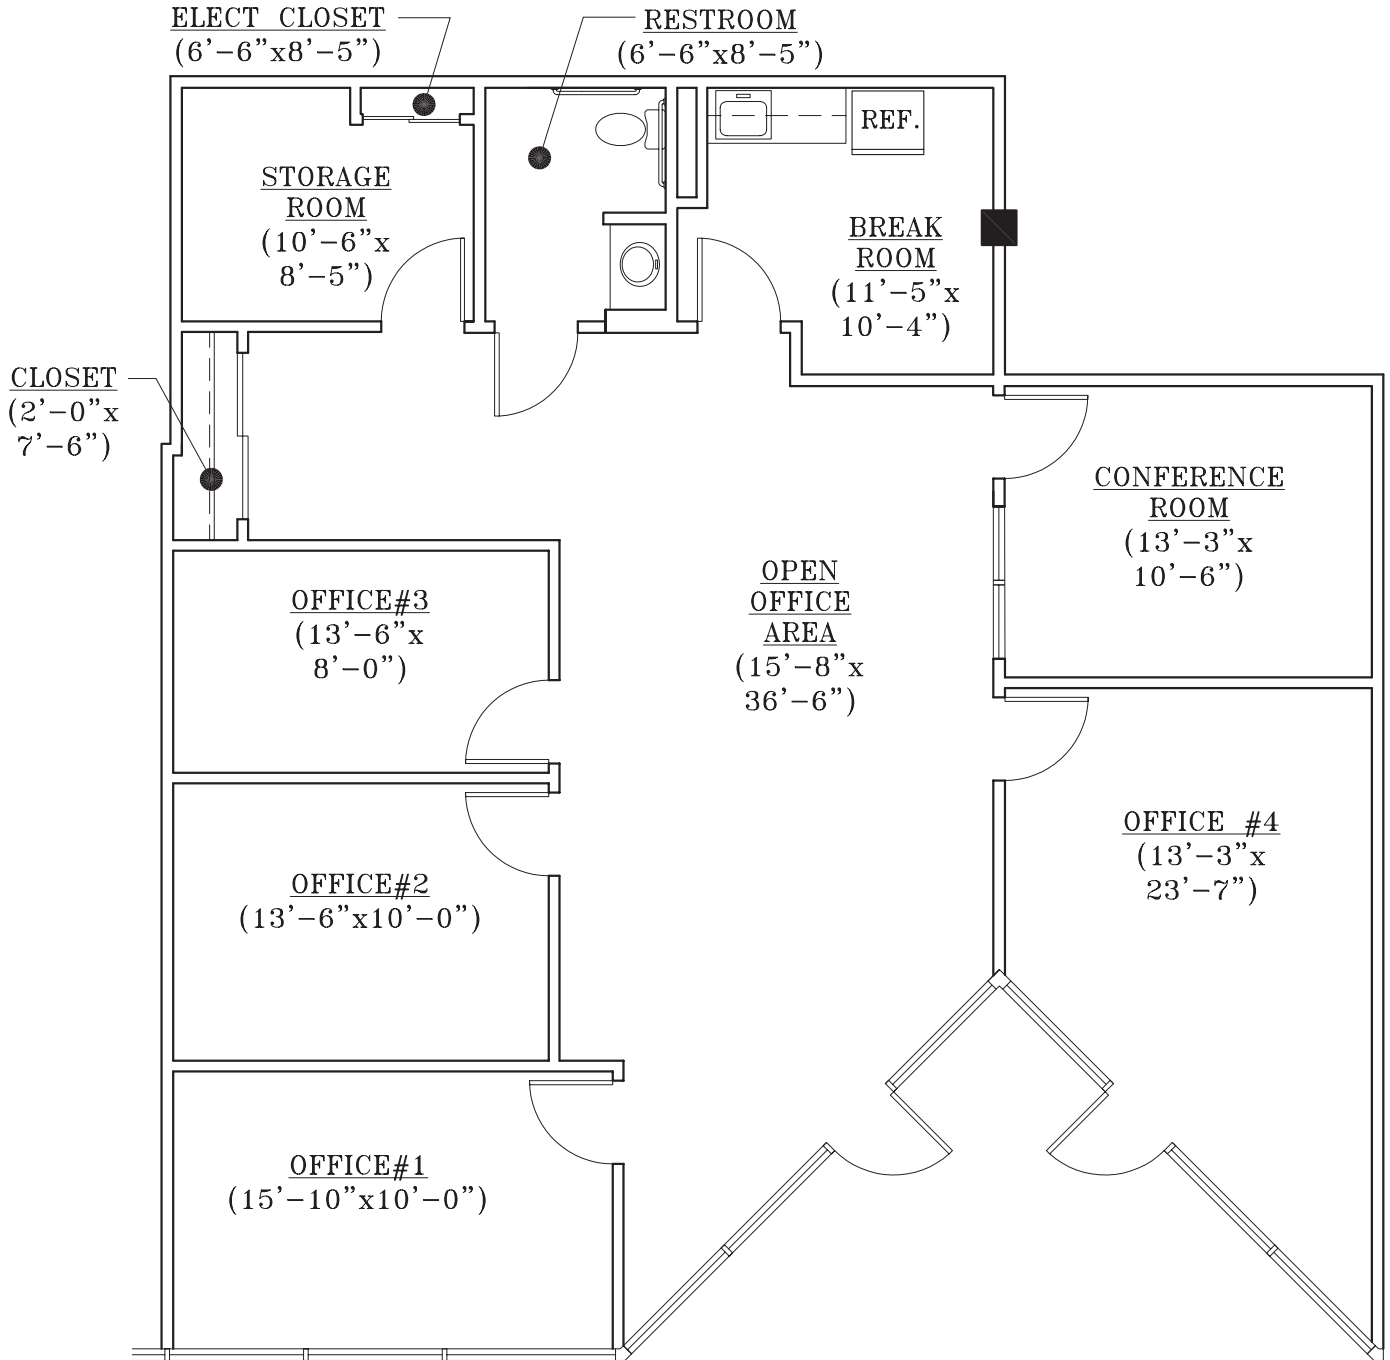 ELECT CLOSET
(6’-6”x8’-5”)
RESTROOM
(6’-6”x8’-5”)
REF.
STORAGE
ROOM
(10’-6”x
8’-5”)
BREAK
ROOM
(11’-5”x
10’-4”)
CLOSET
(2’-0”x
7’-6”)
CONFERENCE
ROOM
(13’-3”x
10’-6”)
OPEN
OFFICE
AREA
(15’-8”x
36’-6”)
OFFICE#3
(13’-6”x
8’-0”)
OFFICE #4
(13’-3”x
23’-7”)
OFFICE#2
(13’-6”x10’-0”)
OFFICE#1
(15’-10”x10’-0”)